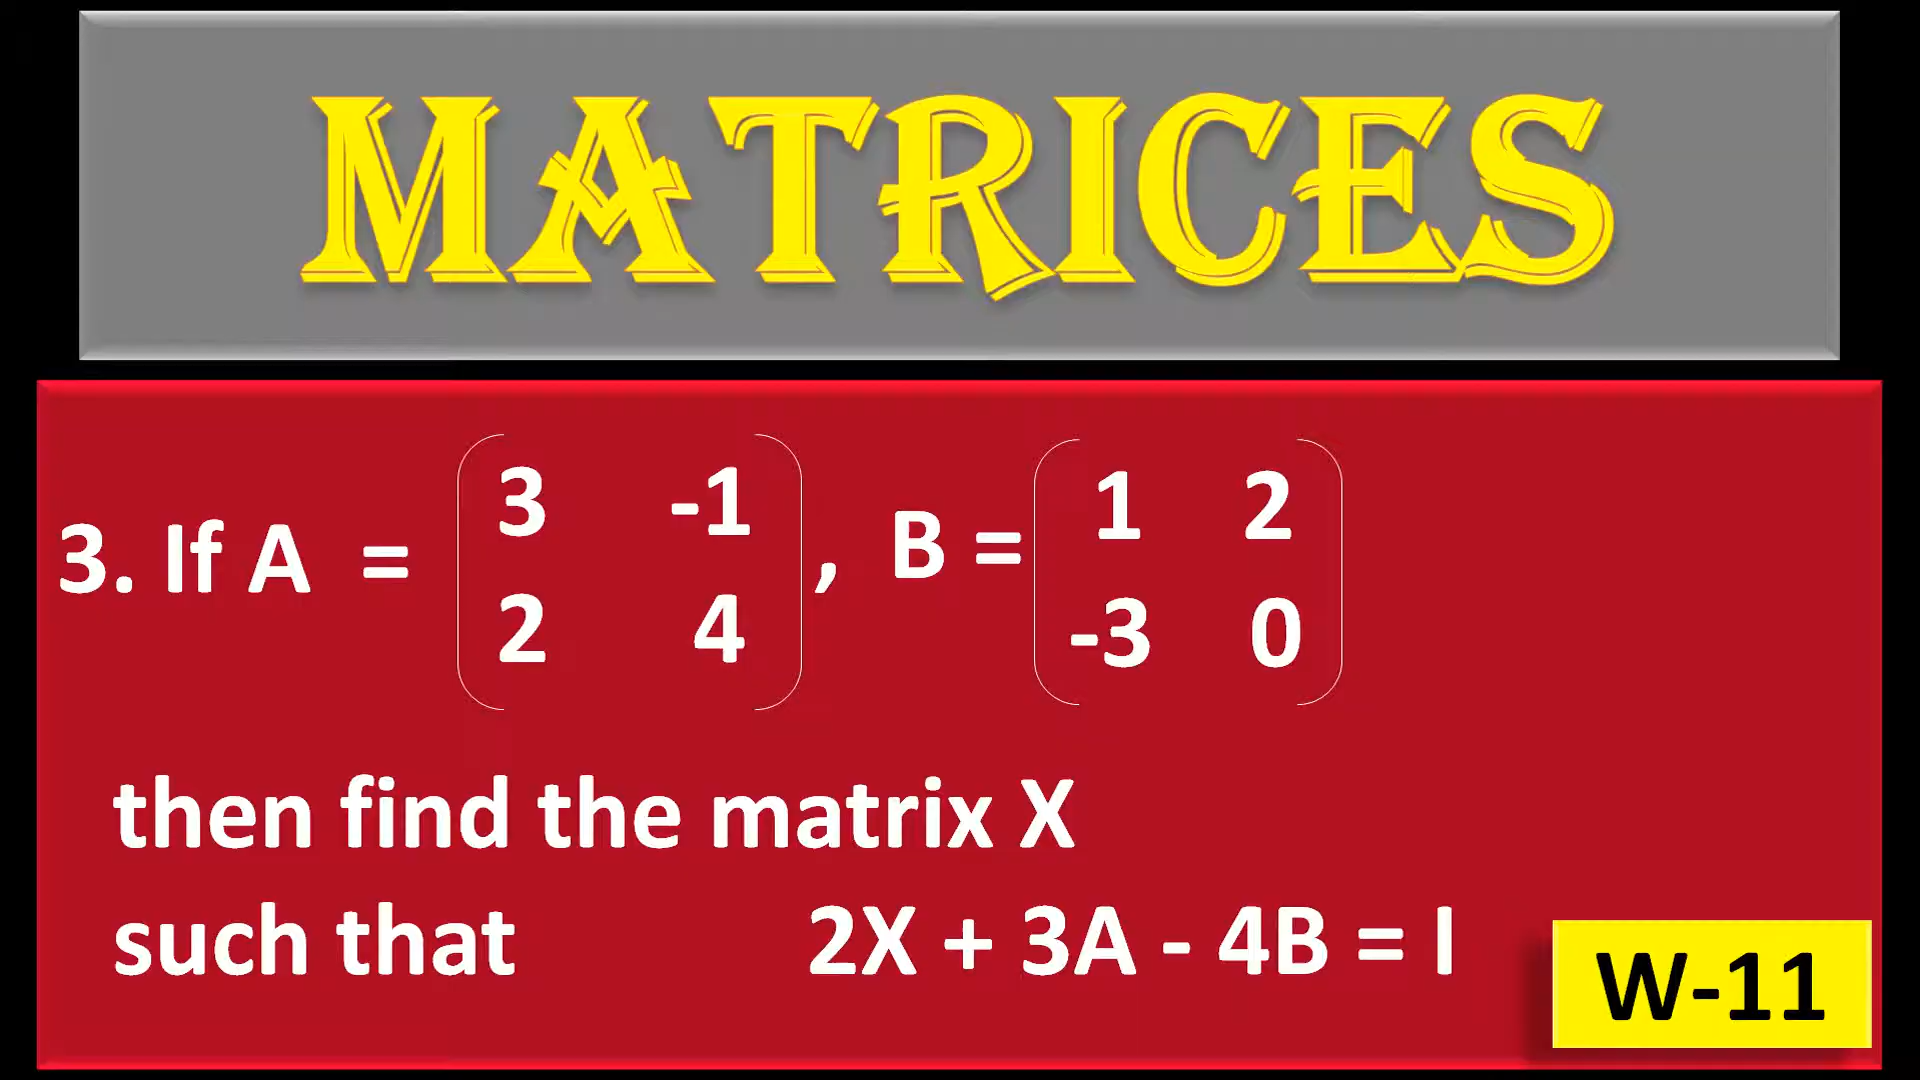 MATRICES
3. If A = ( 3 -1 ) , B = ( 1 2 )
( 2 4 ) ( -3 0 )
then find the matrix X
such that 2X + 3A - 4B = I
W-11